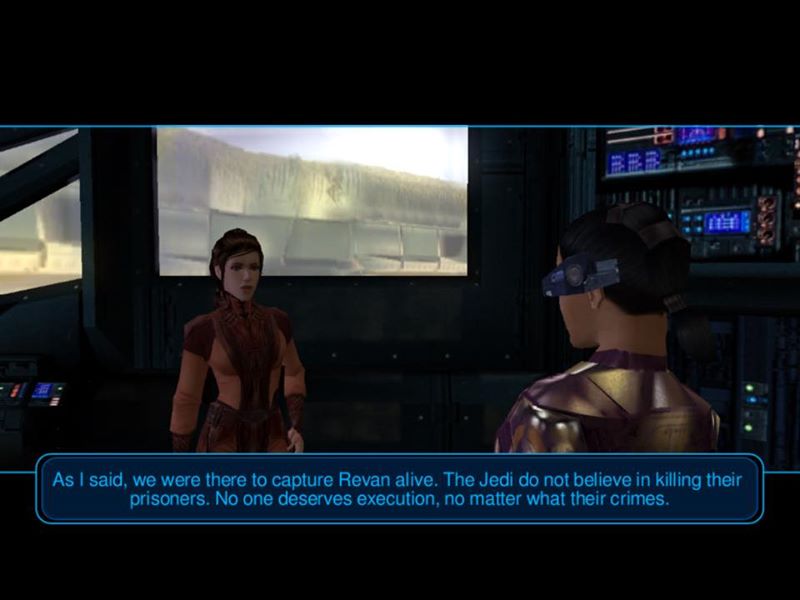 As I said, we were there to capture Revan alive. The Jedi do not believe in killing their
prisoners. No one deserves execution, no matter what their crimes.